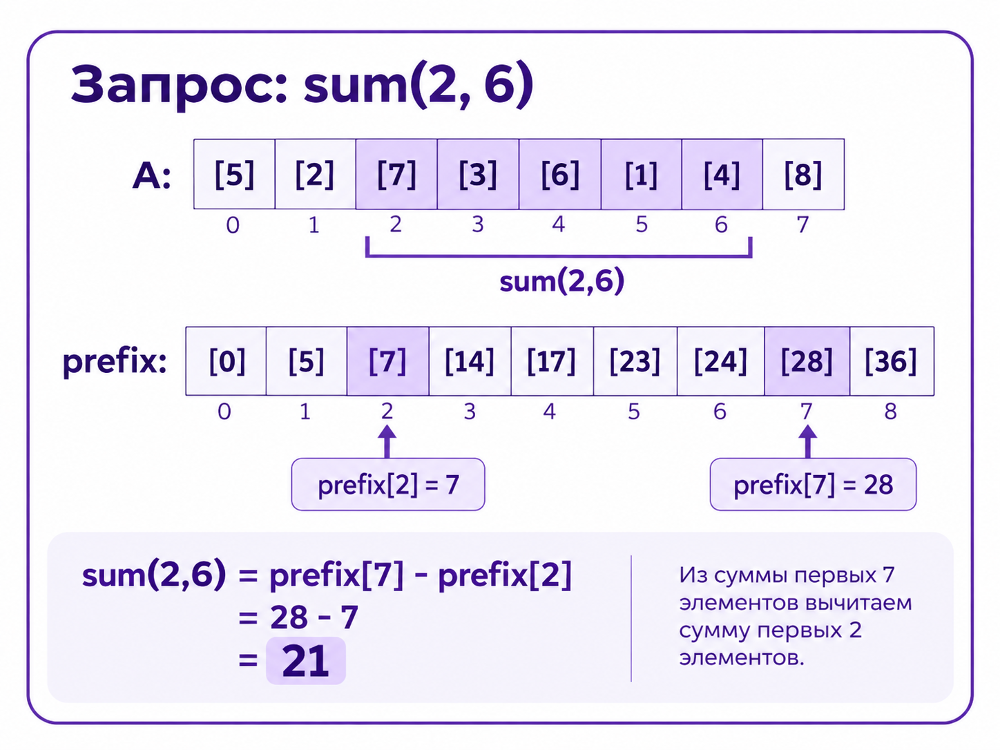 Запрос: sum(2, 6)
A: [5] [2] [7] [3] [6] [1] [4] [8]
0 1 2 3 4 5 6 7
sum(2,6)
prefix: [0] [5] [7] [14] [17] [23] [24] [28] [36]
0 1 2 3 4 5 6 7 8
prefix[2] = 7 prefix[7] = 28
sum(2,6) = prefix[7] - prefix[2]
= 28 - 7
= 21
Из суммы первых 7
элементов вычитаем
сумму первых 2
элементов.